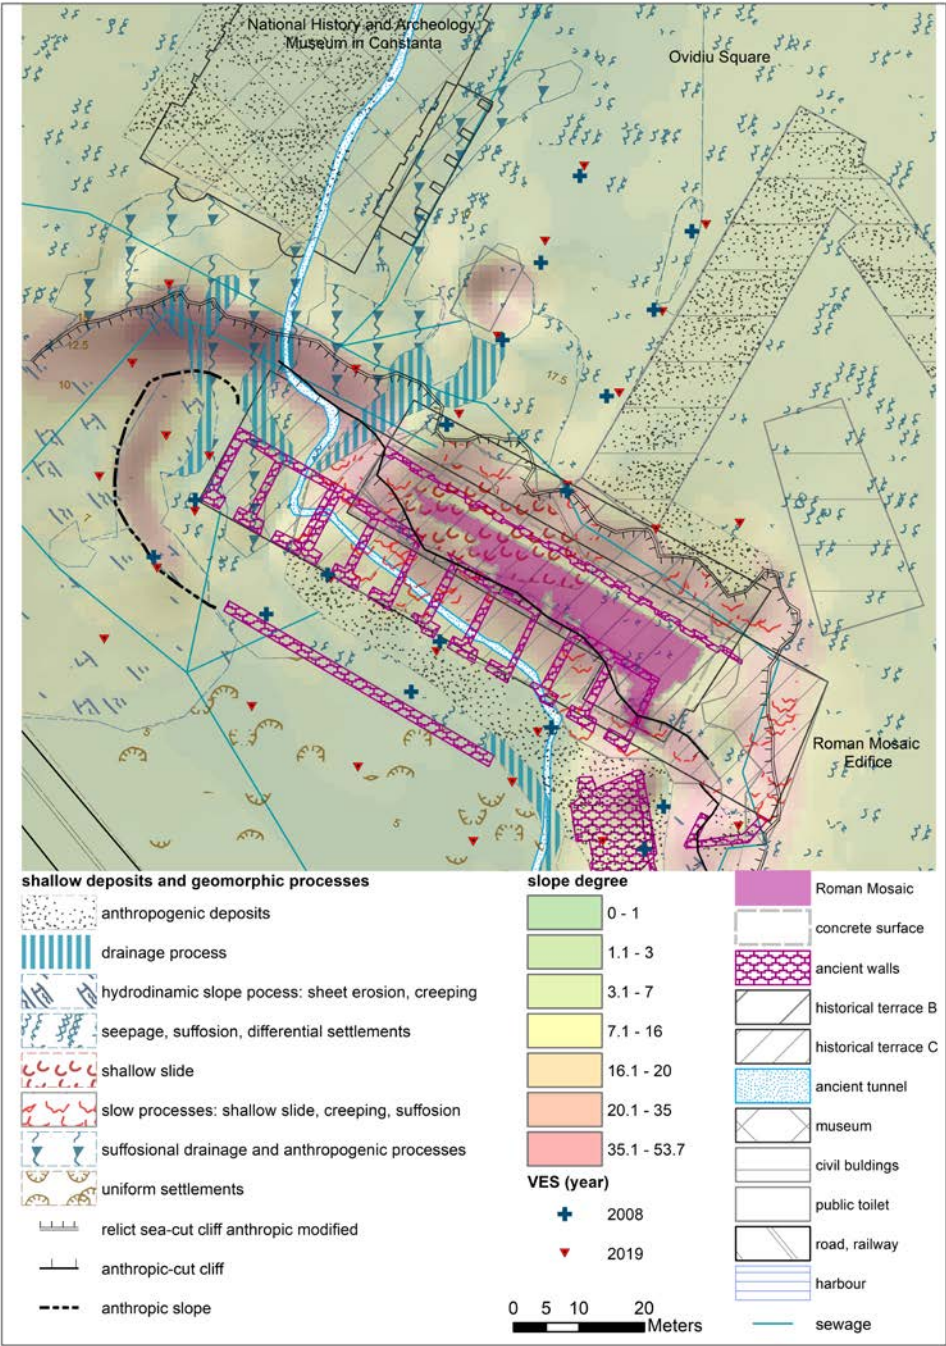 National History and Archeology
Museum in Constanta
Ovidiu Square
12.5
10
17.5
5
Roman Mosaic
Edifice
shallow deposits and geomorphic processes
anthropogenic deposits
drainage process
hydrodinamic slope pocess: sheet erosion, creeping
seepage, suffosion, differential settlements
shallow slide
slow processes: shallow slide, creeping, suffosion
suffosional drainage and anthropogenic processes
uniform settlements
relict sea-cut cliff anthropic modified
anthropic-cut cliff
anthropic slope
slope degree
0 - 1
1.1 - 3
3.1 - 7
7.1 - 16
16.1 - 20
20.1 - 35
35.1 - 53.7
VES (year)
2008
2019
0 5 10 20
Meters
Roman Mosaic
concrete surface
ancient walls
historical terrace B
historical terrace C
ancient tunnel
museum
civil buldings
public toilet
road, railway
harbour
sewage